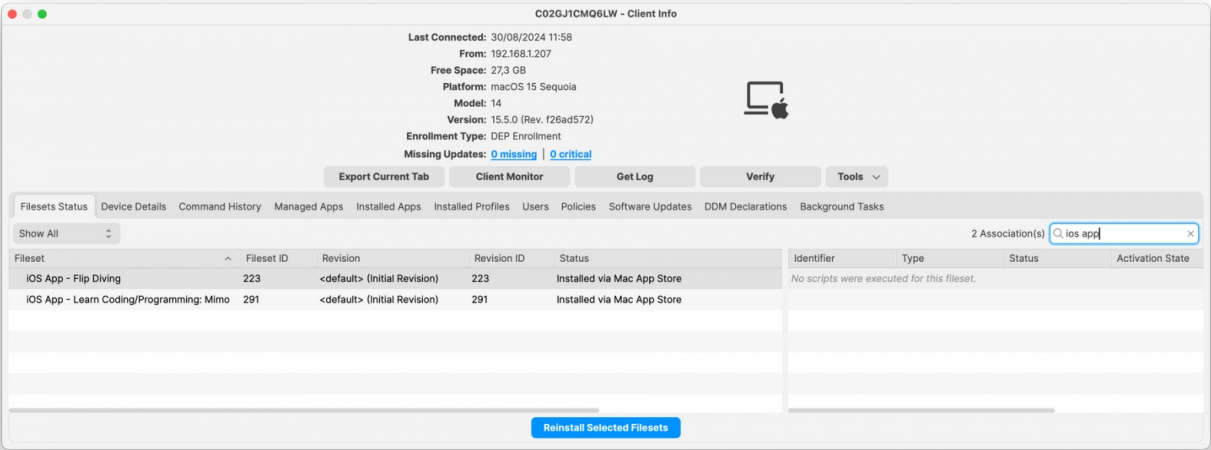 C02GJ1CMQ6LW - Client Info
Last Connected: 30/08/2024 11:58
From: 192.168.1.207
Free Space: 27,3 GB
Platform: macOS 15 Sequoia
Model: 14
Version: 15.5.0 (Rev. f26ad572)
Enrollment Type: DEP Enrollment
Missing Updates: 0 missing | 0 critical
Export Current Tab Client Monitor Get Log Verify Tools
Filesets Status Device Details Command History Managed Apps Installed Apps Installed Profiles Users Policies Software Updates DDM Declarations Background Tasks
Show All 2 Association(s) ios app
Fileset Fileset ID Revision Revision ID Status Identifier Type Status Activation State
iOS App - Flip Diving 223 <default> (Initial Revision) 223 Installed via Mac App Store No scripts were executed for this fileset.
iOS App - Learn Coding/Programming: Mimo 291 <default> (Initial Revision) 291 Installed via Mac App Store
Reinstall Selected Filesets